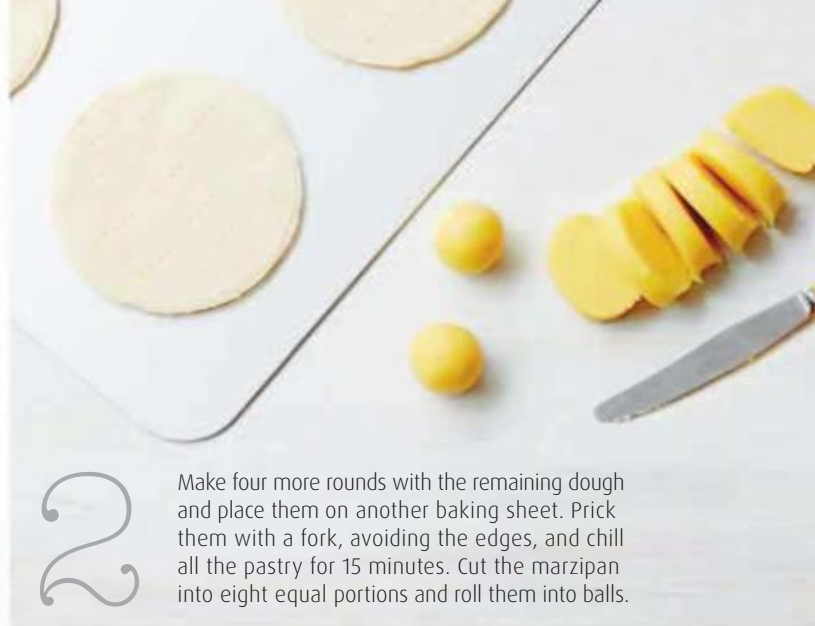 2
Make four more rounds with the remaining dough
and place them on another baking sheet. Prick
them with a fork, avoiding the edges, and chill
all the pastry for 15 minutes. Cut the marzipan
into eight equal portions and roll them into balls.